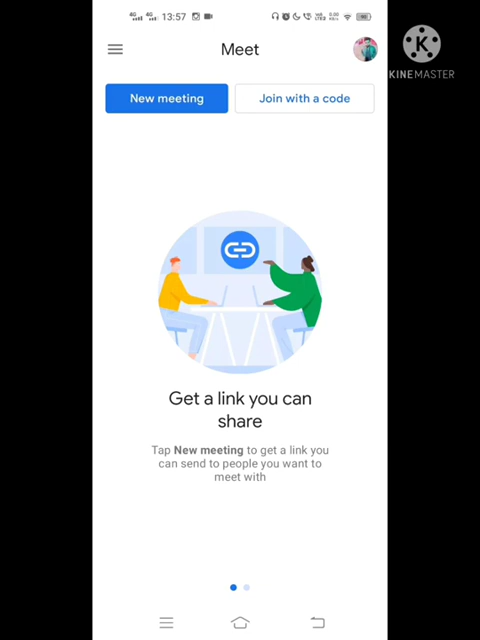 13:57
Meet
K
KINEMASTER
New meeting
Join with a code
Get a link you can
share
Tap New meeting to get a link you
can send to people you want to
meet with